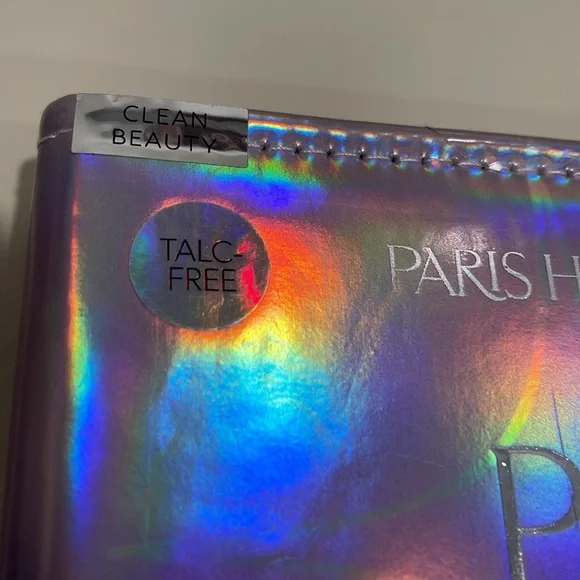 CLEAN
BEAUTY
TALC-
FREE
PARIS H
P